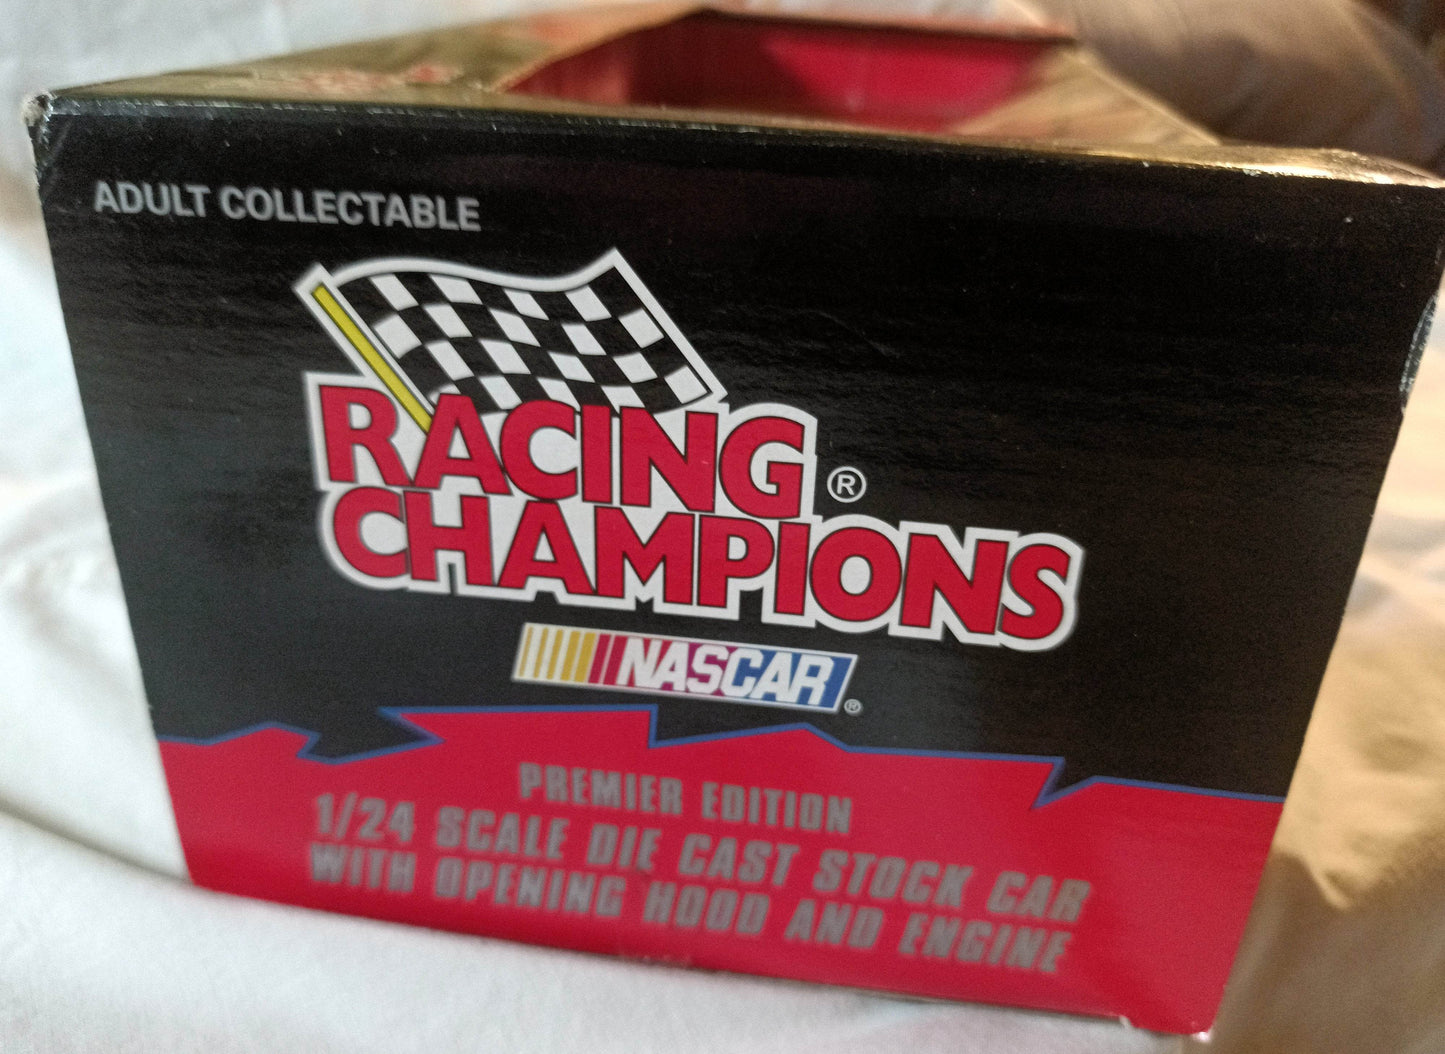 ADULT COLLECTABLE
RACING
CHAMPIONS ®
NASCAR ®
PREMIER EDITION
1/24 SCALE DIE CAST STOCK CAR
WITH OPENING HOOD AND ENGINE